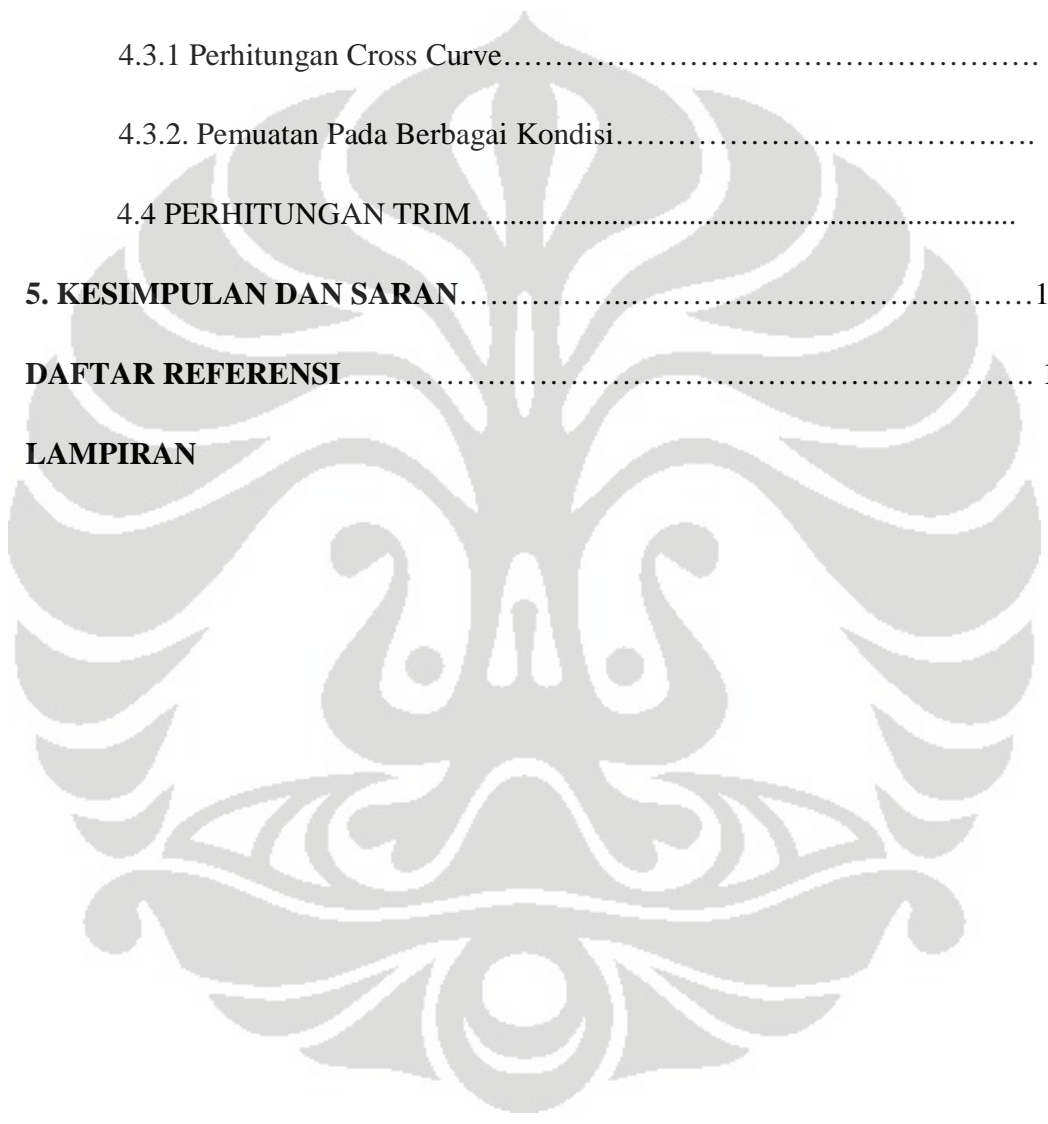 4.3.1 Perhitungan Cross Curve…………………………………………….
4.3.2. Pemuatan Pada Berbagai Kondisi…………………………….….
4.4 PERHITUNGAN TRIM......................................................................
5. KESIMPULAN DAN SARAN……………..…………………………………1
DAFTAR REFERENSI…………………………………………………………. 1
LAMPIRAN